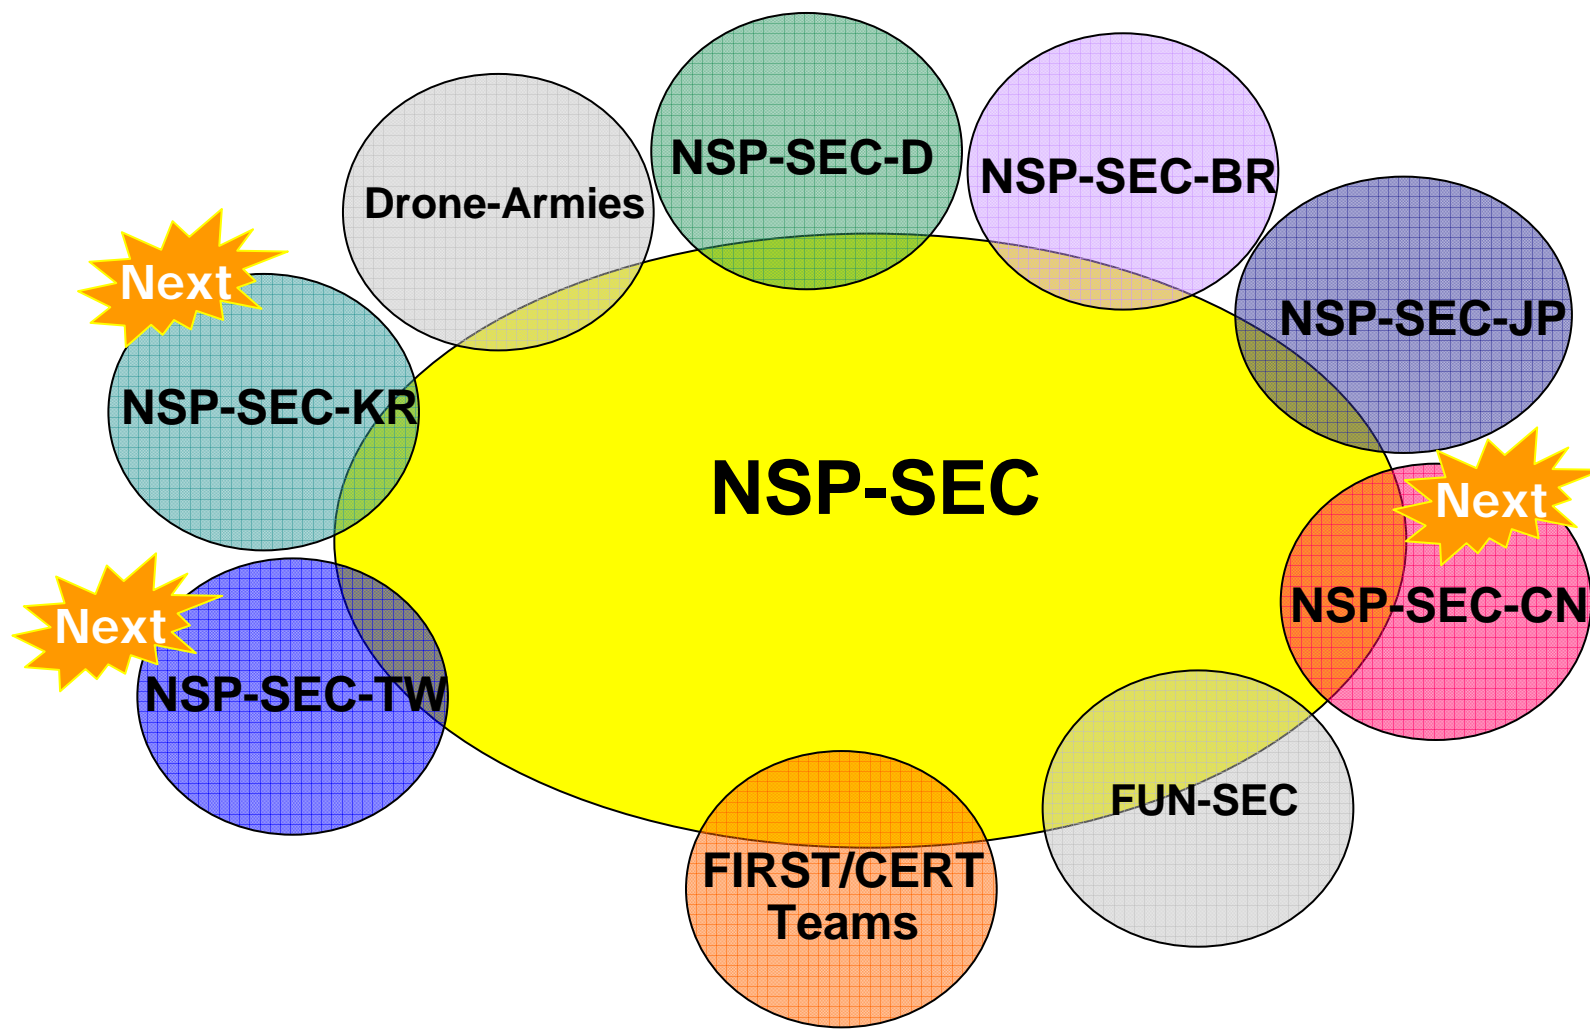 NSP-SEC-D
NSP-SEC-BR
Drone-Armies
Next
NSP-SEC-JP
NSP-SEC-KR
NSP-SEC
Next
NSP-SEC-CN
Next
NSP-SEC-TW
FUN-SEC
FIRST/CERT
Teams